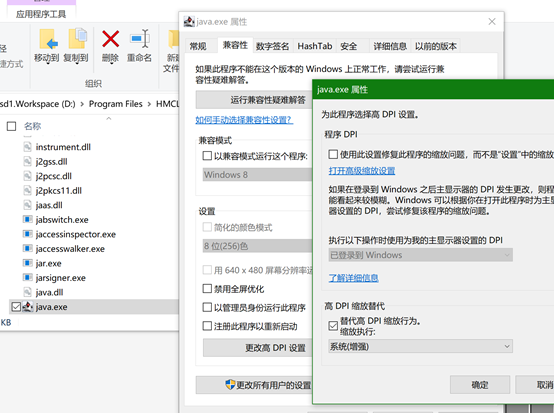 应用程序工具
径
捷方式
移动到 复制到
删除 重命名
新建
文件
组织
sd1.Workspace (D:) > Program Files > HMCL
名称
instrument.dll
j2gss.dll
j2pcsc.dll
j2pkcs11.dll
jaas.dll
jabswitch.exe
jaccessinspector.exe
jaccesswalker.exe
jar.exe
jarsigner.exe
java.dll
java.exe
KB
java.exe 属性
常规 兼容性 数字签名 HashTab 安全 详细信息 以前的版本
如果此程序不能在这个版本的 Windows 上正常工作，请尝试运行兼
容性疑难解答。
运行兼容性疑难解答
如何手动选择兼容性设置?
兼容模式
以兼容模式运行这个程序:
Windows 8
设置
简化的颜色模式
8 位(256)色
用 640 x 480 屏幕分辨率运
禁用全屏优化
以管理员身份运行此程序
注册此程序以重新启动
更改高 DPI 设置
更改所有用户的设置
java.exe 属性
为此程序选择高 DPI 设置。
程序 DPI
使用此设置修复此程序的缩放问题，而不是"设置"中的缩放
打开高级缩放设置
如果在登录到 Windows 之后主显示器的 DPI 发生更改，则程
能看起来较模糊。Windows 可以根据你在打开此程序时为主显
器设置的 DPI，尝试修复该程序的缩放问题。
执行以下操作时使用为我的主显示器设置的 DPI
已登录到 Windows
了解详细信息
高 DPI 缩放替代
替代高 DPI 缩放行为。
缩放执行:
系统(增强)
确定
取消